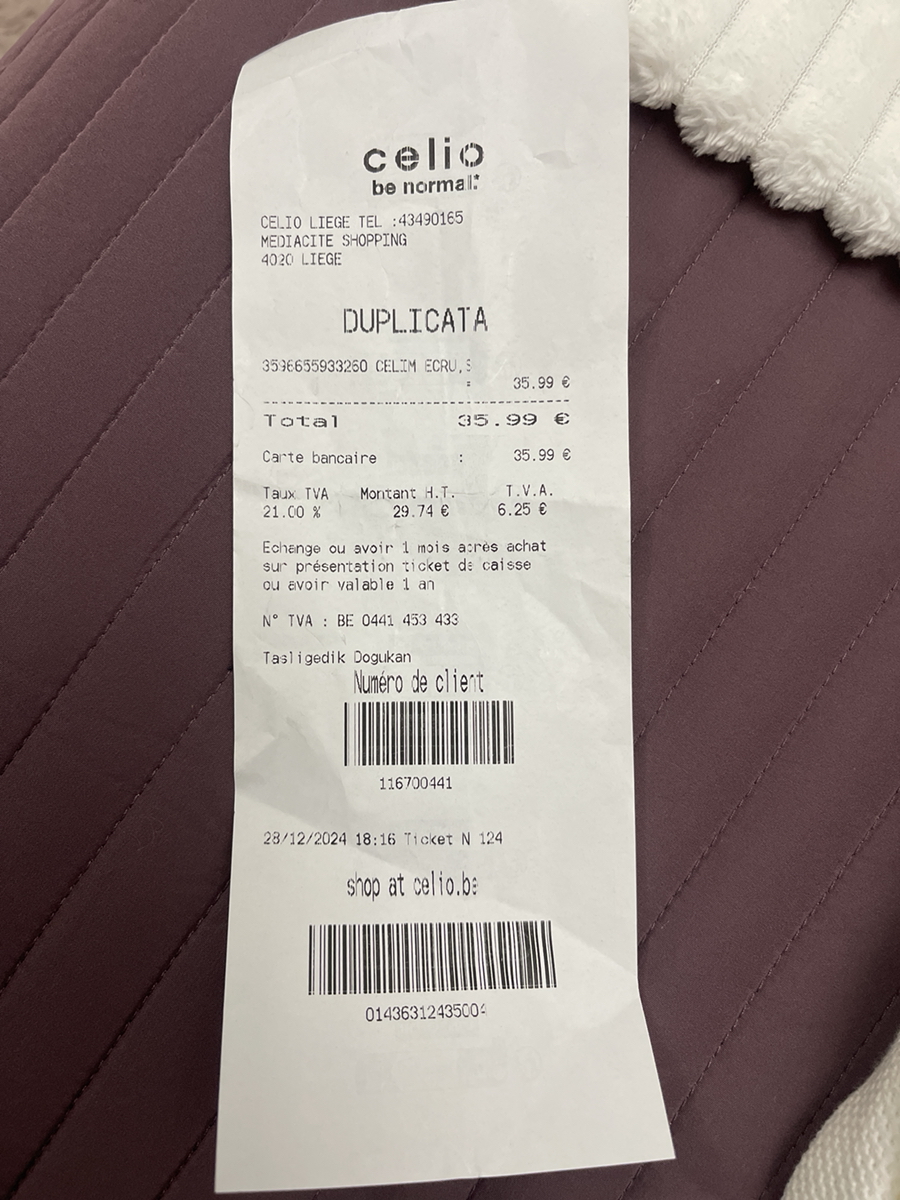 celio
be normal*
CELIO LIEGE TEL :43490165
MEDIACITE SHOPPING
4020 LIEGE
DUPLICATA
3596655933260 CELIM ECRU,S
: 35.99 €
Total 35.99 €
Carte bancaire : 35.99 €
Taux TVA Montant H.T. T.V.A.
21.00 % 29.74 € 6.25 €
Echange ou avoir 1 mois apres achat
sur présentation ticket de caisse
ou avoir valable 1 an
N° TVA : BE 0441 453 433
Tasligedik Dogukan
Numéro de client
116700441
28/12/2024 18:16 Ticket N 124
shop at celio.be
01436312435004